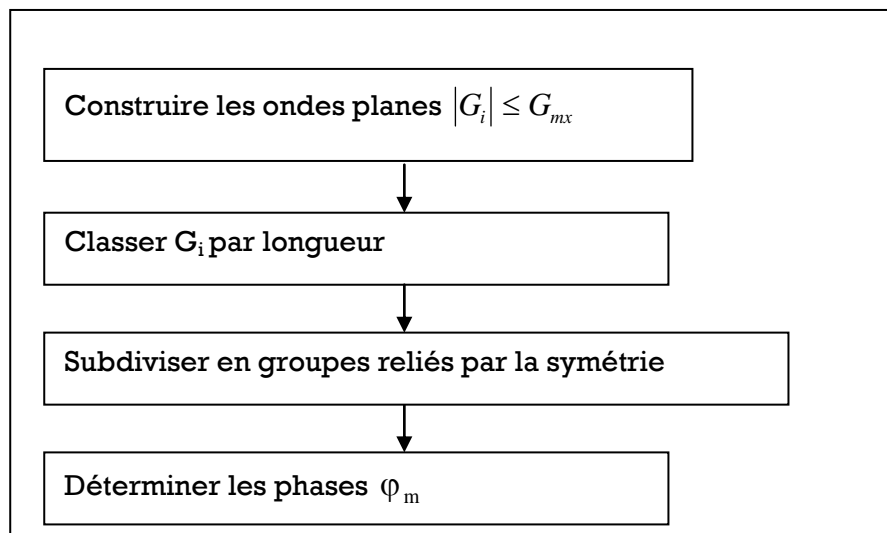 Construire les ondes planes |G_i| ≤ G_mx
Classer G_i par longueur
Subdiviser en groupes reliés par la symétrie
Déterminer les phases φ_m